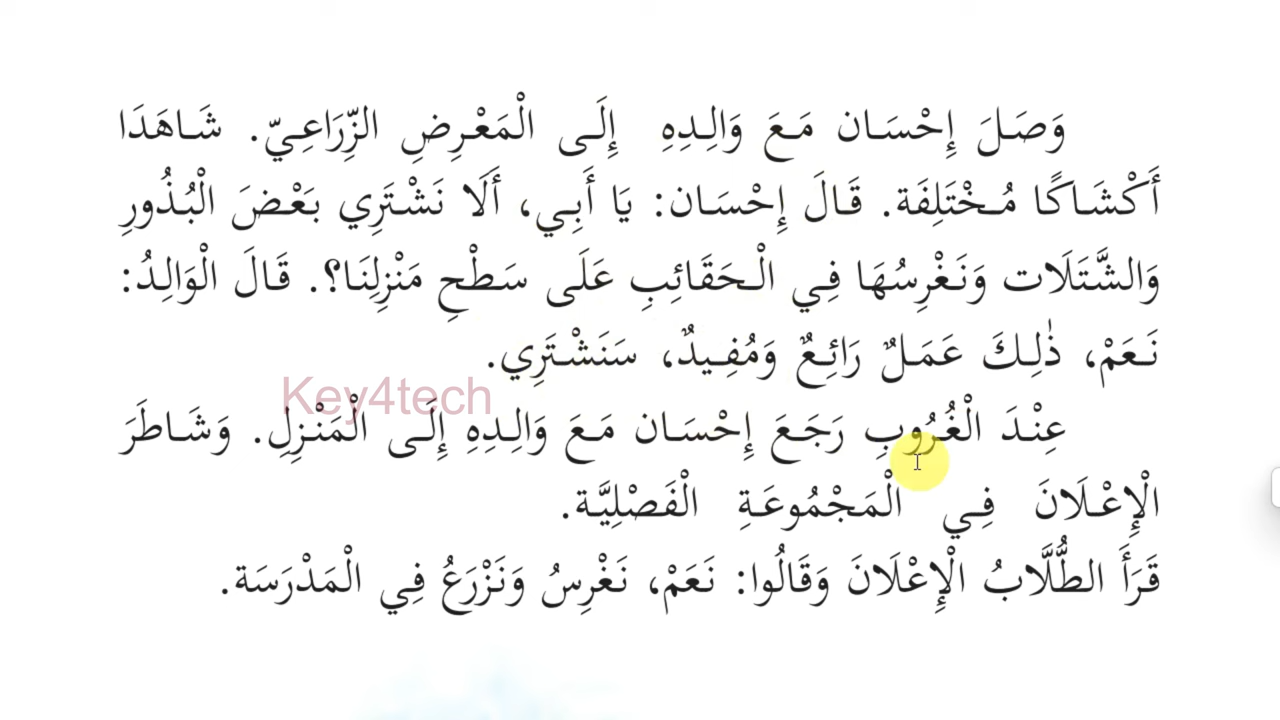 وَصَلَ إِحْسَان مَعَ وَالِدِهِ إِلَى الْمَعْرِضِ الزِّرَاعِيّ. شَاهَدَا
أَكْشَاكًا مُخْتَلِفَة. قَالَ إِحْسَان: يَا أَبِي، أَلَا نَشْتَرِي بَعْضَ الْبُذُورِ
وَالشَّتَلَات وَنَغْرِسُهَا فِي الْحَقَائِبِ عَلَى سَطْحِ مَنْزِلِنَا؟. قَالَ الْوَالِدُ:
نَعَمْ، ذٰلِكَ عَمَلٌ رَائِعٌ وَمُفِيدٌ، سَنَشْتَرِي.
Key4tech
عِنْدَ الْغُرُوبِ رَجَعَ إِحْسَان مَعَ وَالِدِهِ إِلَى الْمَنْزِلِ. وَشَاطَرَ
الْإِعْلَانَ فِي الْمَجْمُوعَةِ الْفَصْلِيَّة.
قَرَأَ الطُّلَّابُ الْإِعْلَانَ وَقَالُوا: نَعَمْ، نَغْرِسُ وَنَزْرَعُ فِي الْمَدْرَسَة.